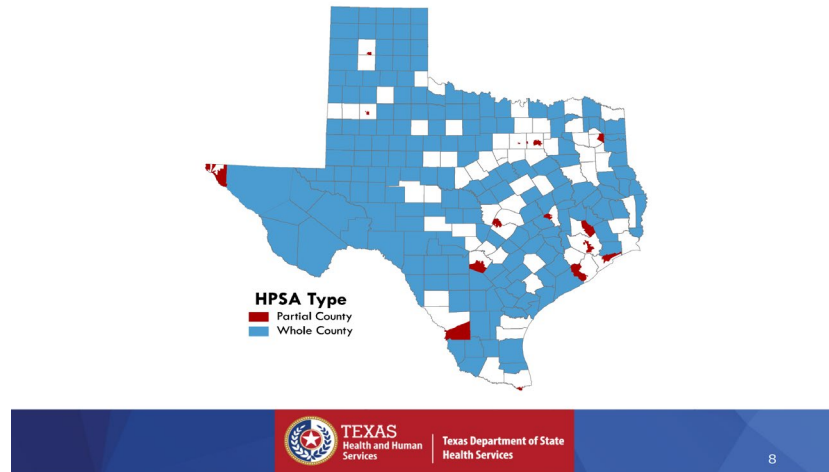 HPSA Type
Partial County
Whole County
TEXAS
Health and Human
Services
Texas Department of State
Health Services
8